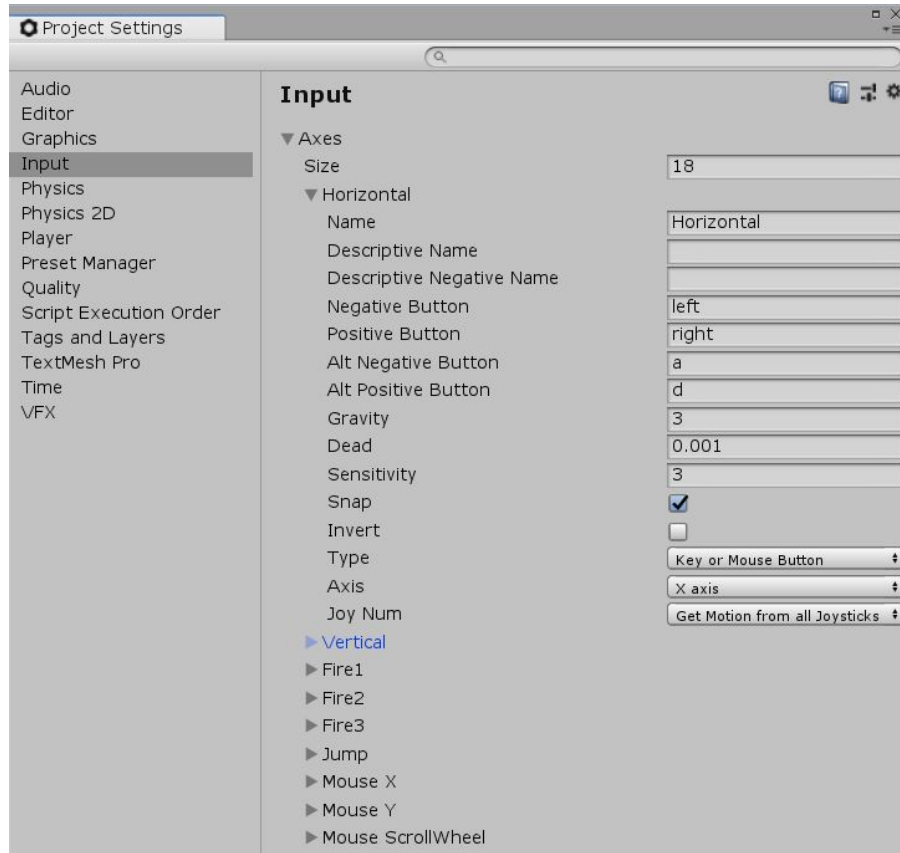 Project Settings
Audio
Editor
Graphics
Input
Physics
Physics 2D
Player
Preset Manager
Quality
Script Execution Order
Tags and Layers
TextMesh Pro
Time
VFX
Input
Axes
Size 18
Horizontal
Name Horizontal
Descriptive Name
Descriptive Negative Name
Negative Button left
Positive Button right
Alt Negative Button a
Alt Positive Button d
Gravity 3
Dead 0.001
Sensitivity 3
Snap
Invert
Type Key or Mouse Button
Axis X axis
Joy Num Get Motion from all Joysticks
Vertical
Fire1
Fire2
Fire3
Jump
Mouse X
Mouse Y
Mouse ScrollWheel